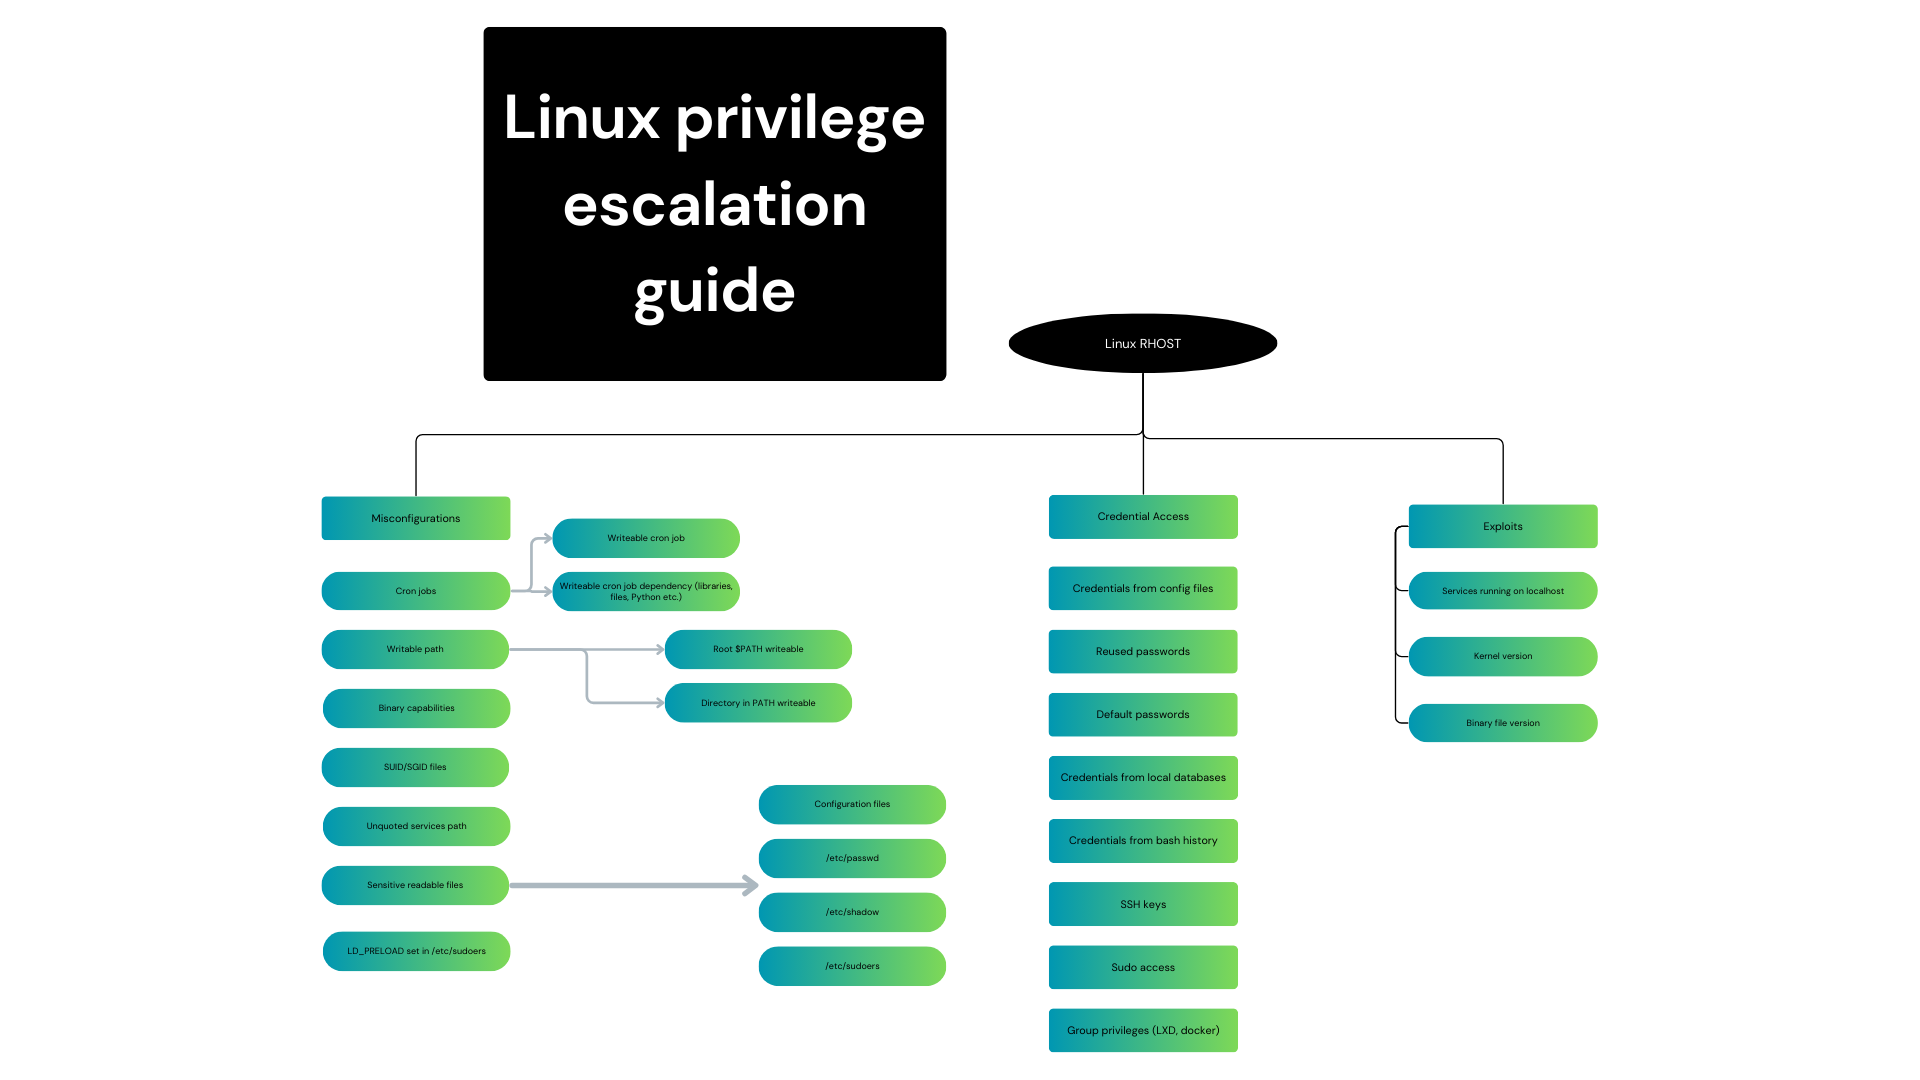 Linux privilege
escalation
guide
Linux RHOST
Misconfigurations
Cron jobs
Writeable cron job
Writeable cron job dependency (libraries,
files, Python etc.)
Writable path
Root $PATH writeable
Directory in PATH writeable
Binary capabilities
SUID/SGID files
Unquoted services path
Sensitive readable files
Configuration files
/etc/passwd
/etc/shadow
/etc/sudoers
LD_PRELOAD set in /etc/sudoers
Credential Access
Credentials from config files
Reused passwords
Default passwords
Credentials from local databases
Credentials from bash history
SSH keys
Sudo access
Group privileges (LXD, docker)
Exploits
Services running on localhost
Kernel version
Binary file version